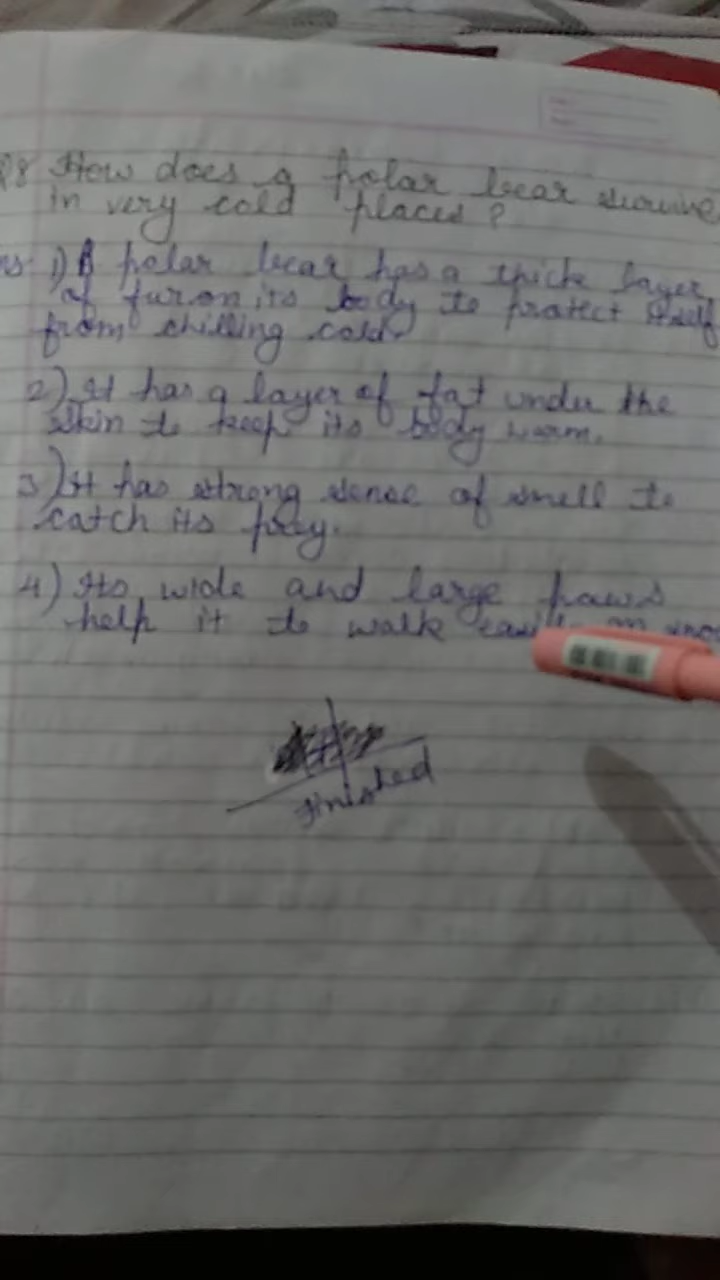 Q8 How does a polar bear survive
in very cold places?
Ans 1) A polar bear has a thick layer
of fur on its body to protect itself
from chilling cold.
2) It has a layer of fat under the
skin to keep its body warm.
3) It has strong sense of smell to
catch its prey.
4) Its wide and large paws
help it to walk easily on
Finished